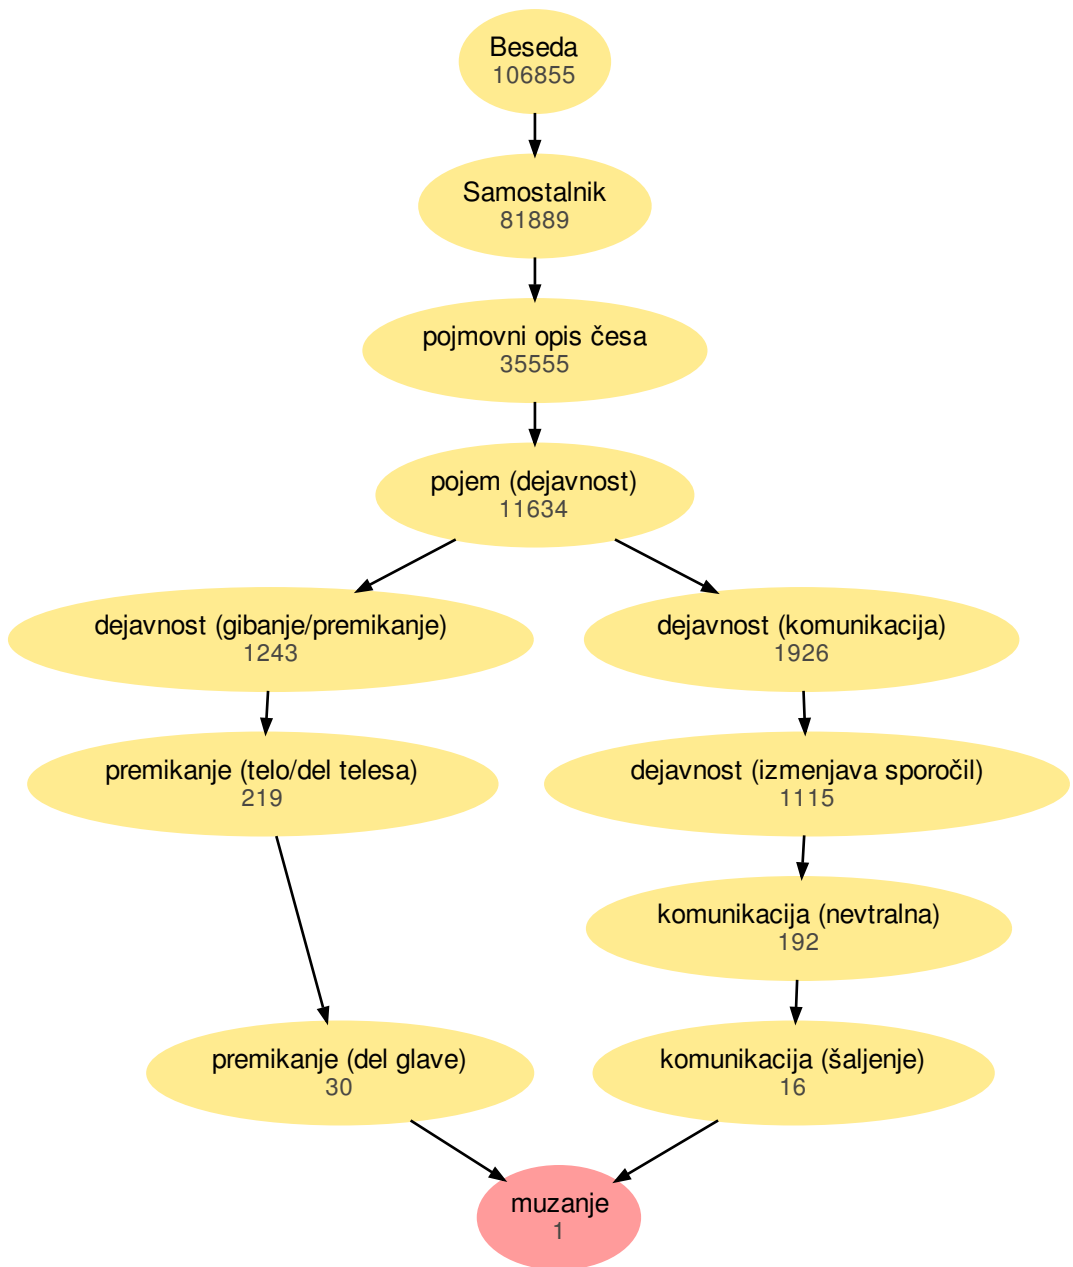 Beseda
106855
Samostalnik
81889
pojmovni opis česa
35555
pojem (dejavnost)
11634
dejavnost (gibanje/premikanje)
1243
dejavnost (komunikacija)
1926
premikanje (telo/del telesa)
219
dejavnost (izmenjava sporočil)
1115
komunikacija (nevtralna)
192
premikanje (del glave)
30
komunikacija (šaljenje)
16
muzanje
1